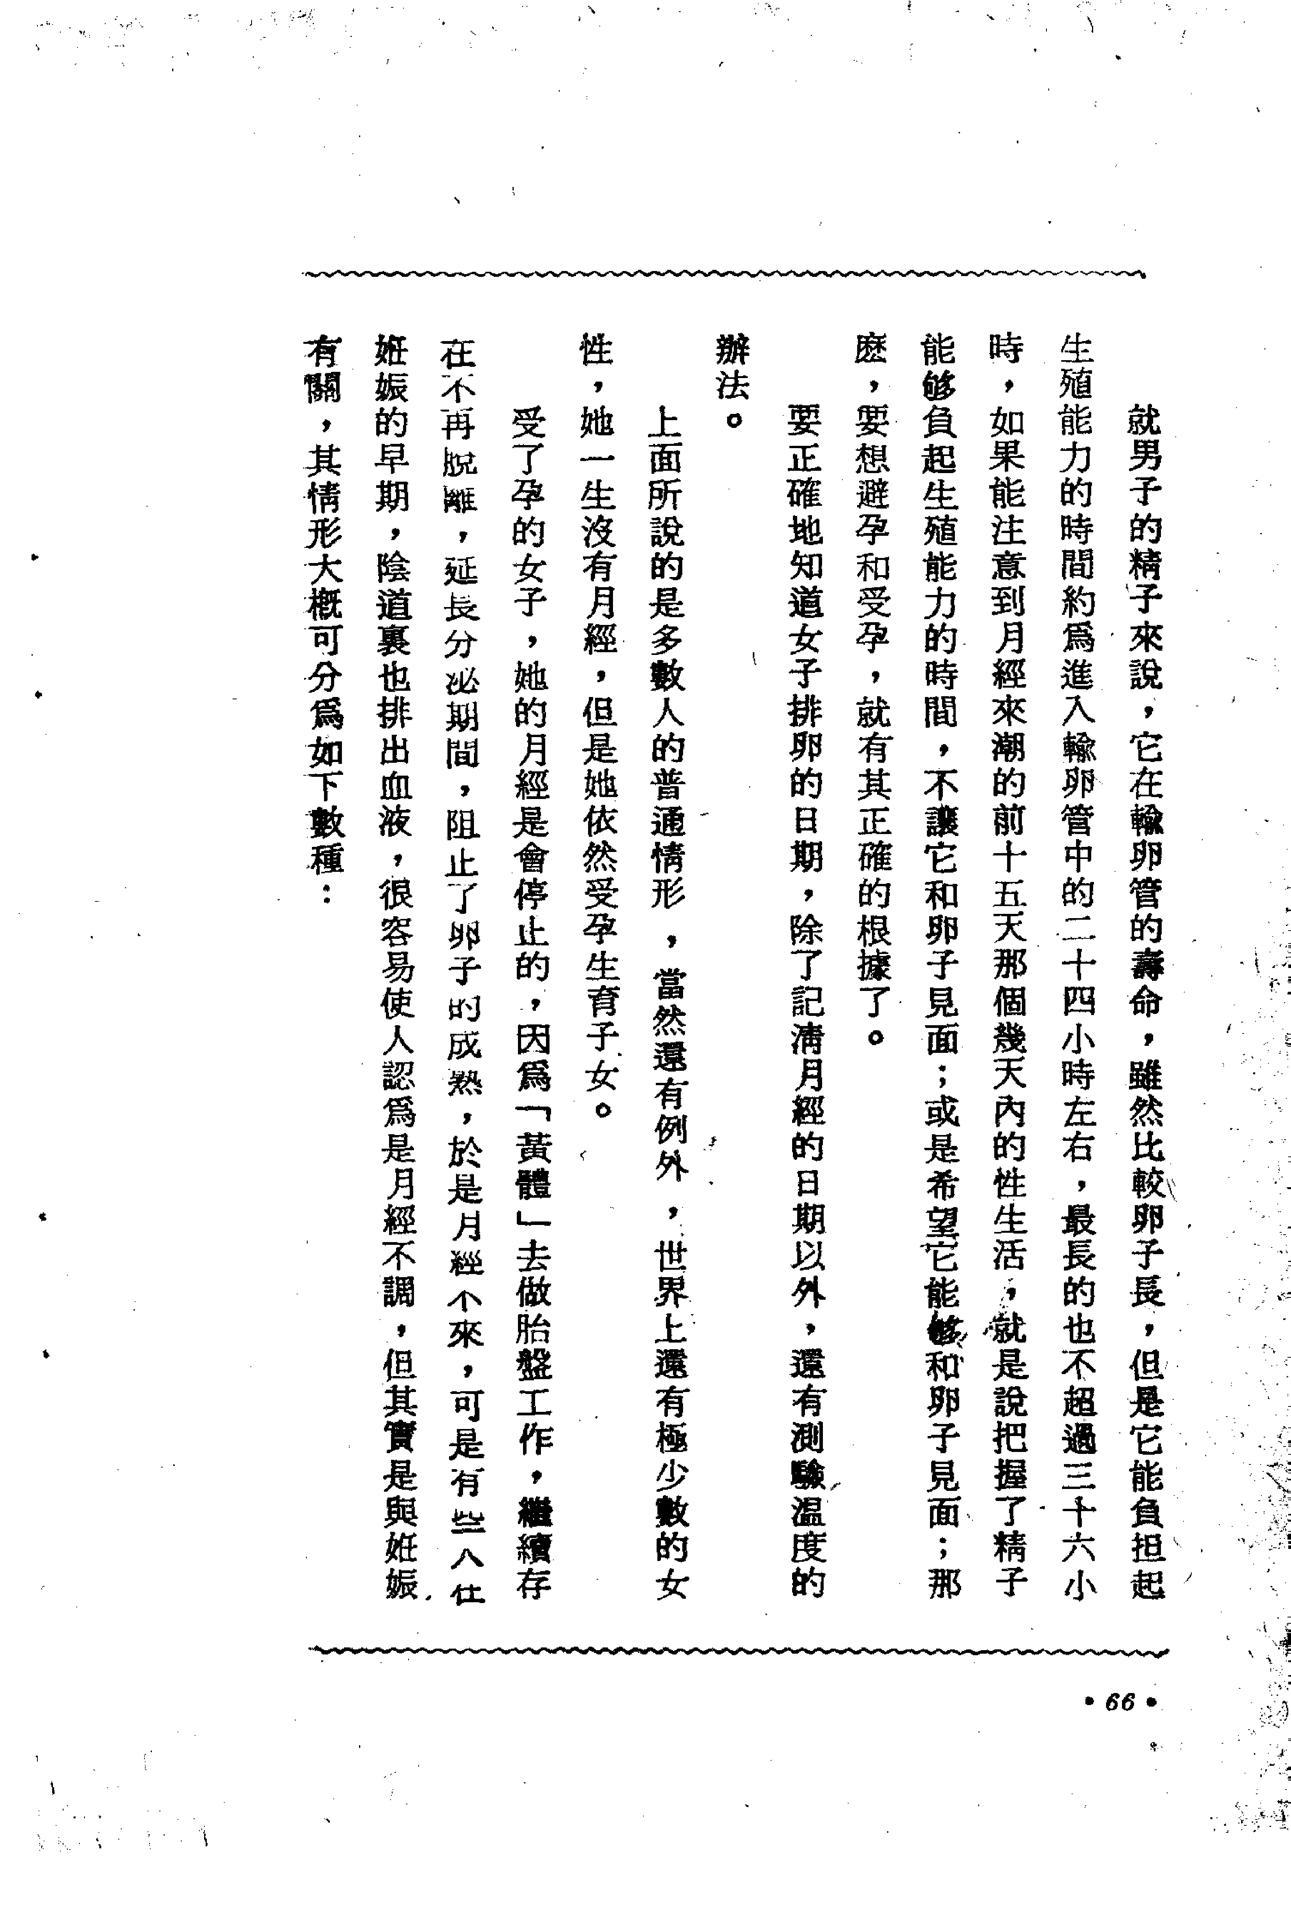 就男子的精子來說，它在輸卵管的壽命，雖然比較卵子長，但是它能負担起
生殖能力的時間約爲進入輸卵管中的二十四小時左右，最長的也不超過三十六小
時，如果能注意到月經來潮的前十五天那個幾天內的性生活，就是說把握了精子
能够負起生殖能力的時間，不讓它和卵子見面；或是希望它能够和卵子見面；那
麽，要想避孕和受孕，就有其正確的根據了。
要正確地知道女子排卵的日期，除了記淸月經的日期以外，還有測驗温度的
辦法。
上面所說的是多數人的普通情形，當然還有例外，世界上還有極少數的女
性，她一生沒有月經，但是她依然受孕生育子女。
受了孕的女子，她的月經是會停止的，因爲「黃體」去做胎盤工作，繼續存
在不再脫離，延長分泌期間，阻止了卵子的成熟，於是月經不來，可是有些人在
姙娠的早期，陰道裏也排出血液，很容易使人認爲是月經不調，但其實是與姙娠
有關，其情形大槪可分爲如下數種：
• 66 •